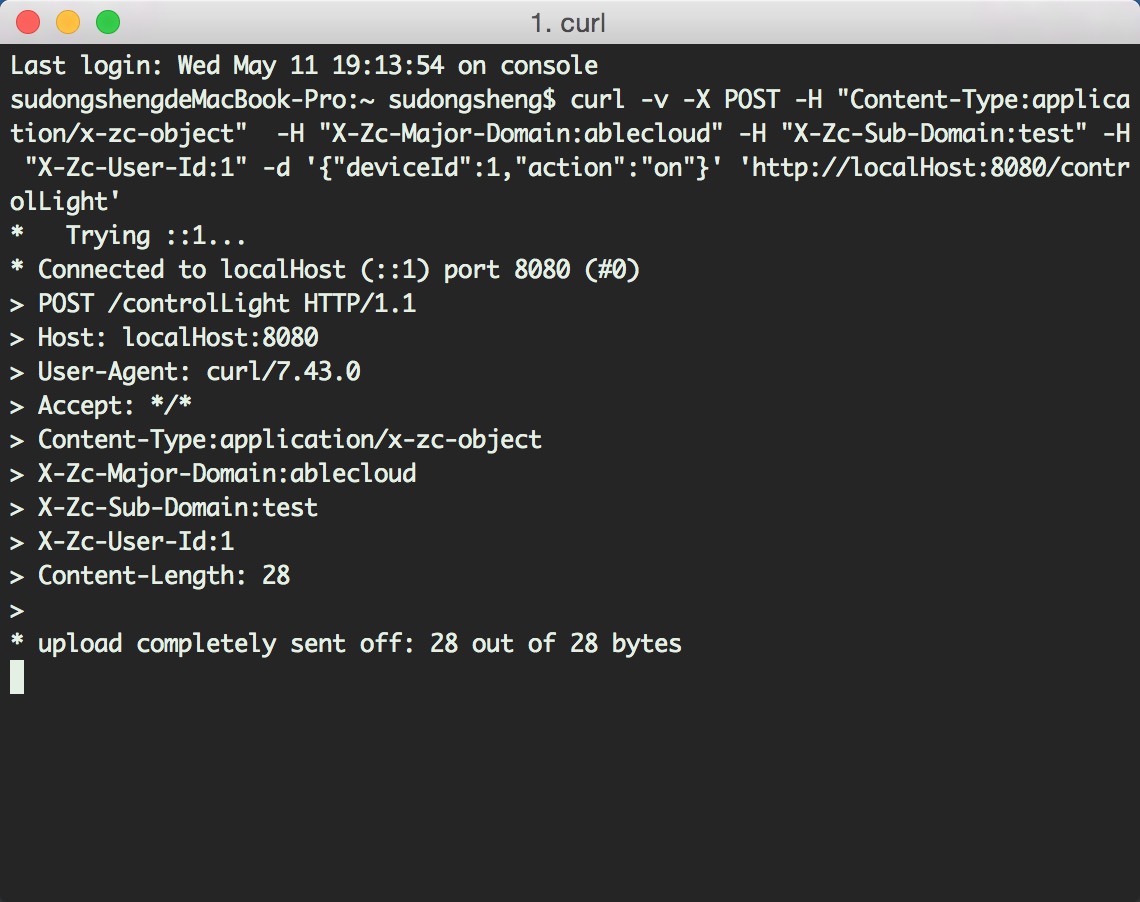 1. curl
Last login: Wed May 11 19:13:54 on console
sudongshengdeMacBook-Pro:~ sudongsheng$ curl -v -X POST -H "Content-Type:applica
tion/x-zc-object"  -H "X-Zc-Major-Domain:ablecloud" -H "X-Zc-Sub-Domain:test" -H
 "X-Zc-User-Id:1" -d '{"deviceId":1,"action":"on"}' 'http://localHost:8080/contr
olLight'
*   Trying ::1...
* Connected to localHost (::1) port 8080 (#0)
> POST /controlLight HTTP/1.1
> Host: localHost:8080
> User-Agent: curl/7.43.0
> Accept: */*
> Content-Type:application/x-zc-object
> X-Zc-Major-Domain:ablecloud
> X-Zc-Sub-Domain:test
> X-Zc-User-Id:1
> Content-Length: 28
>
* upload completely sent off: 28 out of 28 bytes